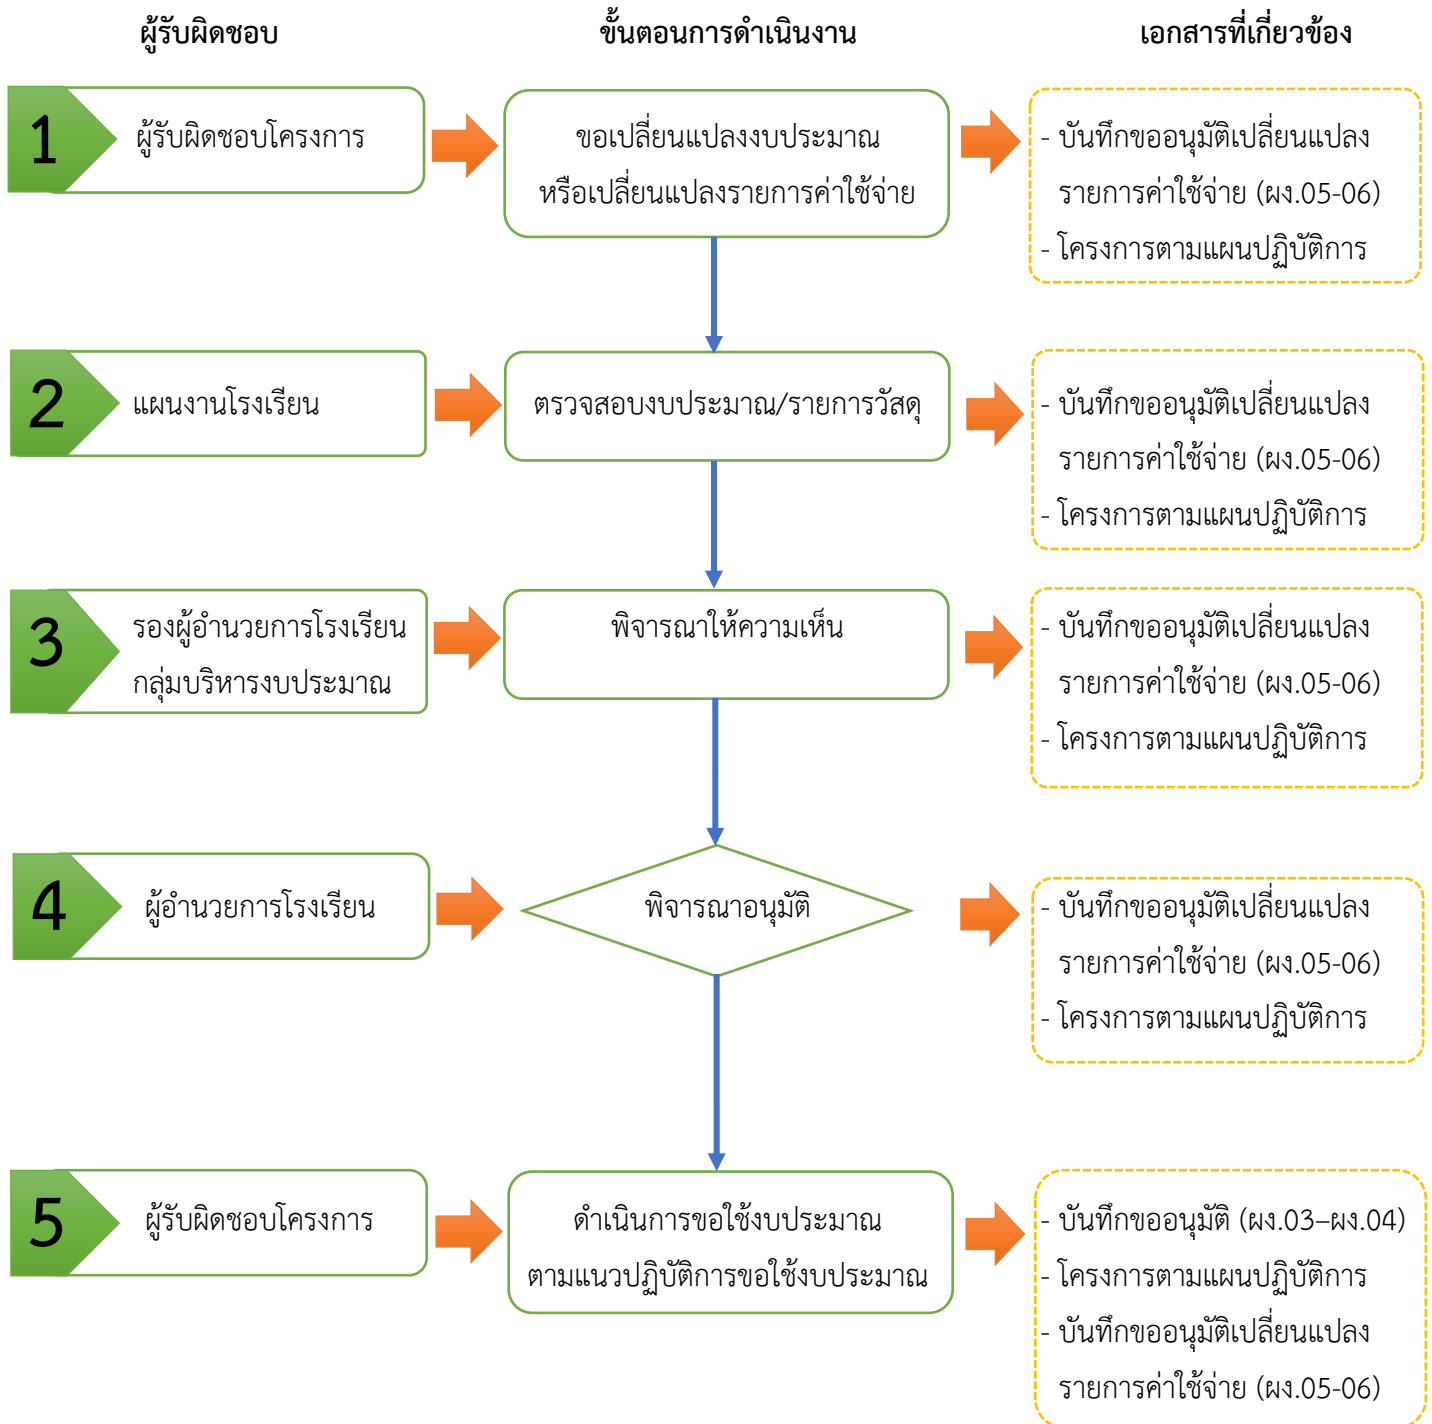 ผู้รับผิดชอบ
ขั้นตอนการดำเนินงาน
เอกสารที่เกี่ยวข้อง
1
ผู้รับผิดชอบโครงการ
ขอเปลี่ยนแปลงงบประมาณ
หรือเปลี่ยนแปลงรายการค่าใช้จ่าย
- บันทึกขออนุมัติเปลี่ยนแปลง
รายการค่าใช้จ่าย (ผง.05-06)
- โครงการตามแผนปฏิบัติการ
2
แผนงานโรงเรียน
ตรวจสอบงบประมาณ/รายการวัสดุ
- บันทึกขออนุมัติเปลี่ยนแปลง
รายการค่าใช้จ่าย (ผง.05-06)
- โครงการตามแผนปฏิบัติการ
3
รองผู้อำนวยการโรงเรียน
กลุ่มบริหารงบประมาณ
พิจารณาให้ความเห็น
- บันทึกขออนุมัติเปลี่ยนแปลง
รายการค่าใช้จ่าย (ผง.05-06)
- โครงการตามแผนปฏิบัติการ
4
ผู้อำนวยการโรงเรียน
พิจารณาอนุมัติ
- บันทึกขออนุมัติเปลี่ยนแปลง
รายการค่าใช้จ่าย (ผง.05-06)
- โครงการตามแผนปฏิบัติการ
5
ผู้รับผิดชอบโครงการ
ดำเนินการขอใช้งบประมาณ
ตามแนวปฏิบัติการขอใช้งบประมาณ
- บันทึกขออนุมัติ (ผง.03–ผง.04)
- โครงการตามแผนปฏิบัติการ
- บันทึกขออนุมัติเปลี่ยนแปลง
รายการค่าใช้จ่าย (ผง.05-06)